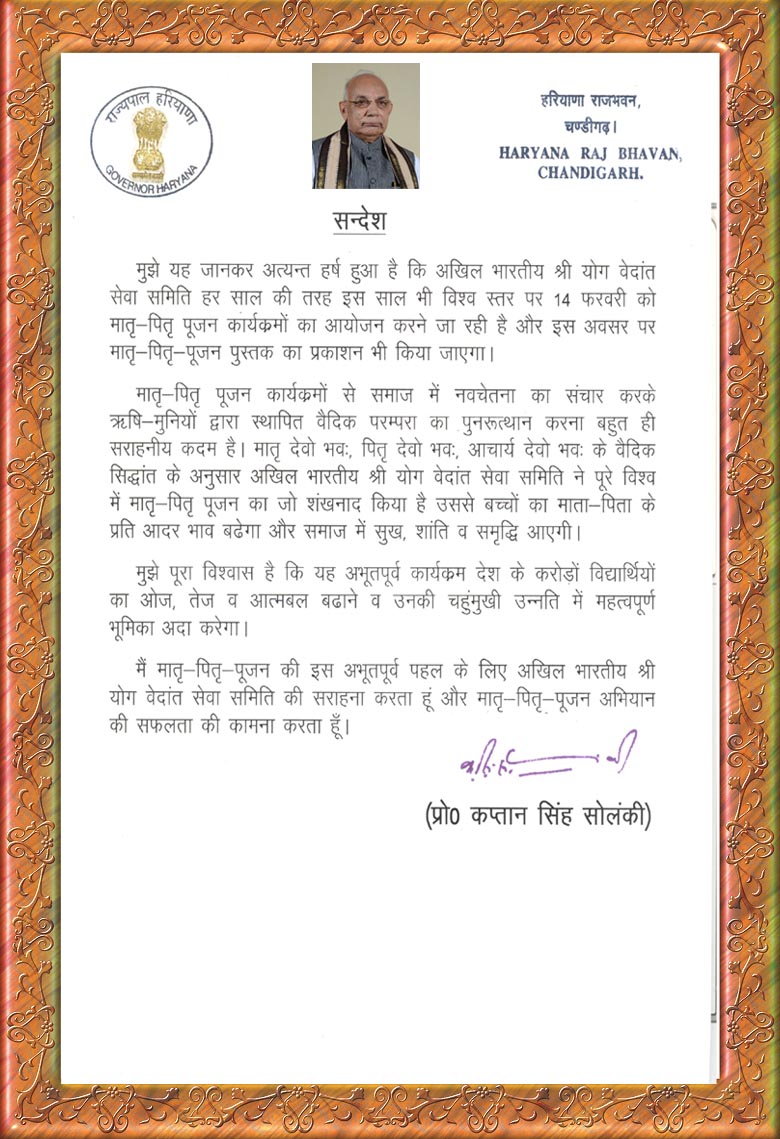 राज्यपाल हरियाणा
GOVERNOR HARYANA
हरियाणा राजभवन,
चण्डीगढ़।
HARYANA RAJ BHAVAN,
CHANDIGARH.
सन्देश
मुझे यह जानकर अत्यन्त हर्ष हुआ है कि अखिल भारतीय श्री योग वेदांत
सेवा समिति हर साल की तरह इस साल भी विश्व स्तर पर 14 फरवरी को
मातृ–पितृ पूजन कार्यक्रमों का आयोजन करने जा रही है और इस अवसर पर
मातृ–पितृ–पूजन पुस्तक का प्रकाशन भी किया जाएगा।
मातृ–पितृ पूजन कार्यक्रमों से समाज में नवचेतना का संचार करके
ऋषि-मुनियों द्वारा स्थापित वैदिक परम्परा का पुनरूत्थान करना बहुत ही
सराहनीय कदम है। मातृ देवो भवः, पितृ देवो भवः, आचार्य देवो भवः के वैदिक
सिद्धांत के अनुसार अखिल भारतीय श्री योग वेदांत सेवा समिति ने पूरे विश्व
में मातृ–पितृ पूजन का जो शंखनाद किया है उससे बच्चों का माता–पिता के
प्रति आदर भाव बढेगा और समाज में सुख, शांति व समृद्धि आएगी।
मुझे पूरा विश्वास है कि यह अभूतपूर्व कार्यक्रम देश के करोड़ों विद्यार्थियों
का ओज, तेज व आत्मबल बढाने व उनकी चहुंमुखी उन्नति में महत्वपूर्ण
भूमिका अदा करेगा।
मैं मातृ–पितृ–पूजन की इस अभूतपूर्व पहल के लिए अखिल भारतीय श्री
योग वेदांत सेवा समिति की सराहना करता हूं और मातृ–पितृ–पूजन अभियान
की सफलता की कामना करता हूँ।
(प्रो0 कप्तान सिंह सोलंकी)